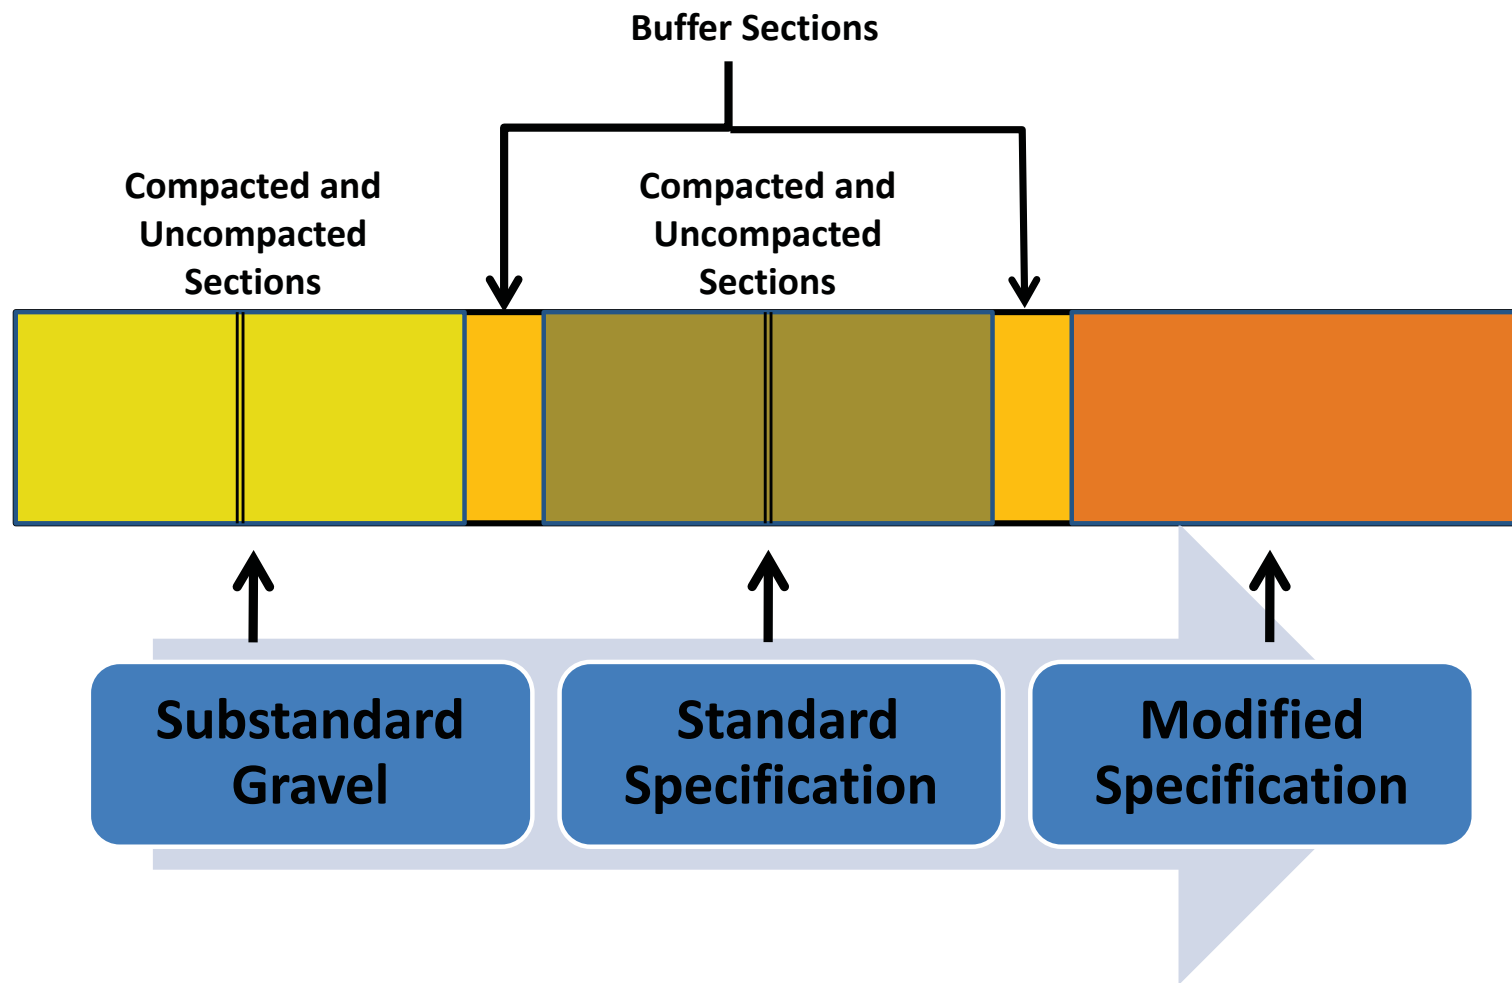 Buffer Sections
Compacted and
Uncompacted
Sections
Compacted and
Uncompacted
Sections
Substandard
Gravel
Standard
Specification
Modified
Specification